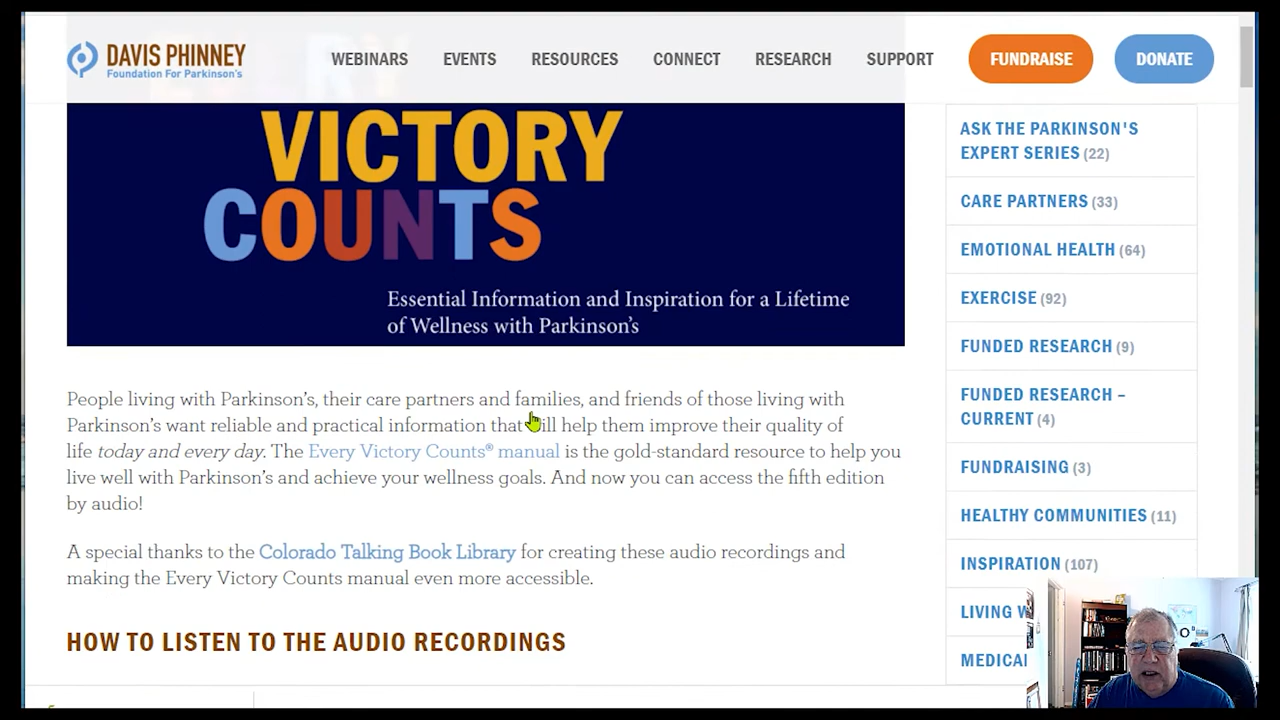 DAVIS PHINNEY
Foundation For Parkinson's
WEBINARS
EVENTS
RESOURCES
CONNECT
RESEARCH
SUPPORT
FUNDRAISE
DONATE
VICTORY
COUNTS
Essential Information and Inspiration for a Lifetime
of Wellness with Parkinson's
People living with Parkinson's, their care partners and families, and friends of those living with
Parkinson's want reliable and practical information that will help them improve their quality of
life today and every day. The Every Victory Counts® manual is the gold-standard resource to help you
live well with Parkinson's and achieve your wellness goals. And now you can access the fifth edition
by audio!
A special thanks to the Colorado Talking Book Library for creating these audio recordings and
making the Every Victory Counts manual even more accessible.
HOW TO LISTEN TO THE AUDIO RECORDINGS
ASK THE PARKINSON'S
EXPERT SERIES (22)
CARE PARTNERS (33)
EMOTIONAL HEALTH (64)
EXERCISE (92)
FUNDED RESEARCH (9)
FUNDED RESEARCH –
CURRENT (4)
FUNDRAISING (3)
HEALTHY COMMUNITIES (11)
INSPIRATION (107)
LIVING
MEDICAL